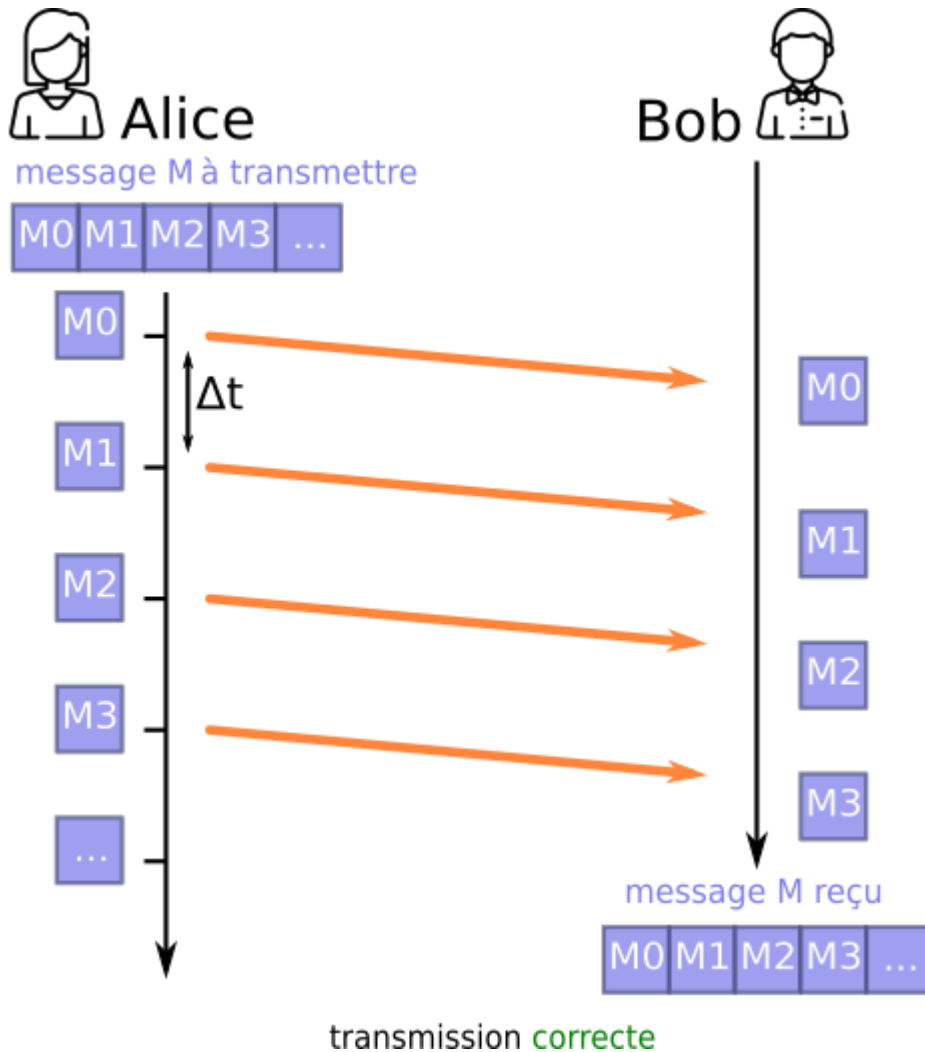 Alice
Bob
message M à transmettre
M0 M1 M2 M3 ...
M0
Δt
M0
M1
M1
M2
M2
M3
M3
...
message M reçu
M0 M1 M2 M3 ...
transmission correcte